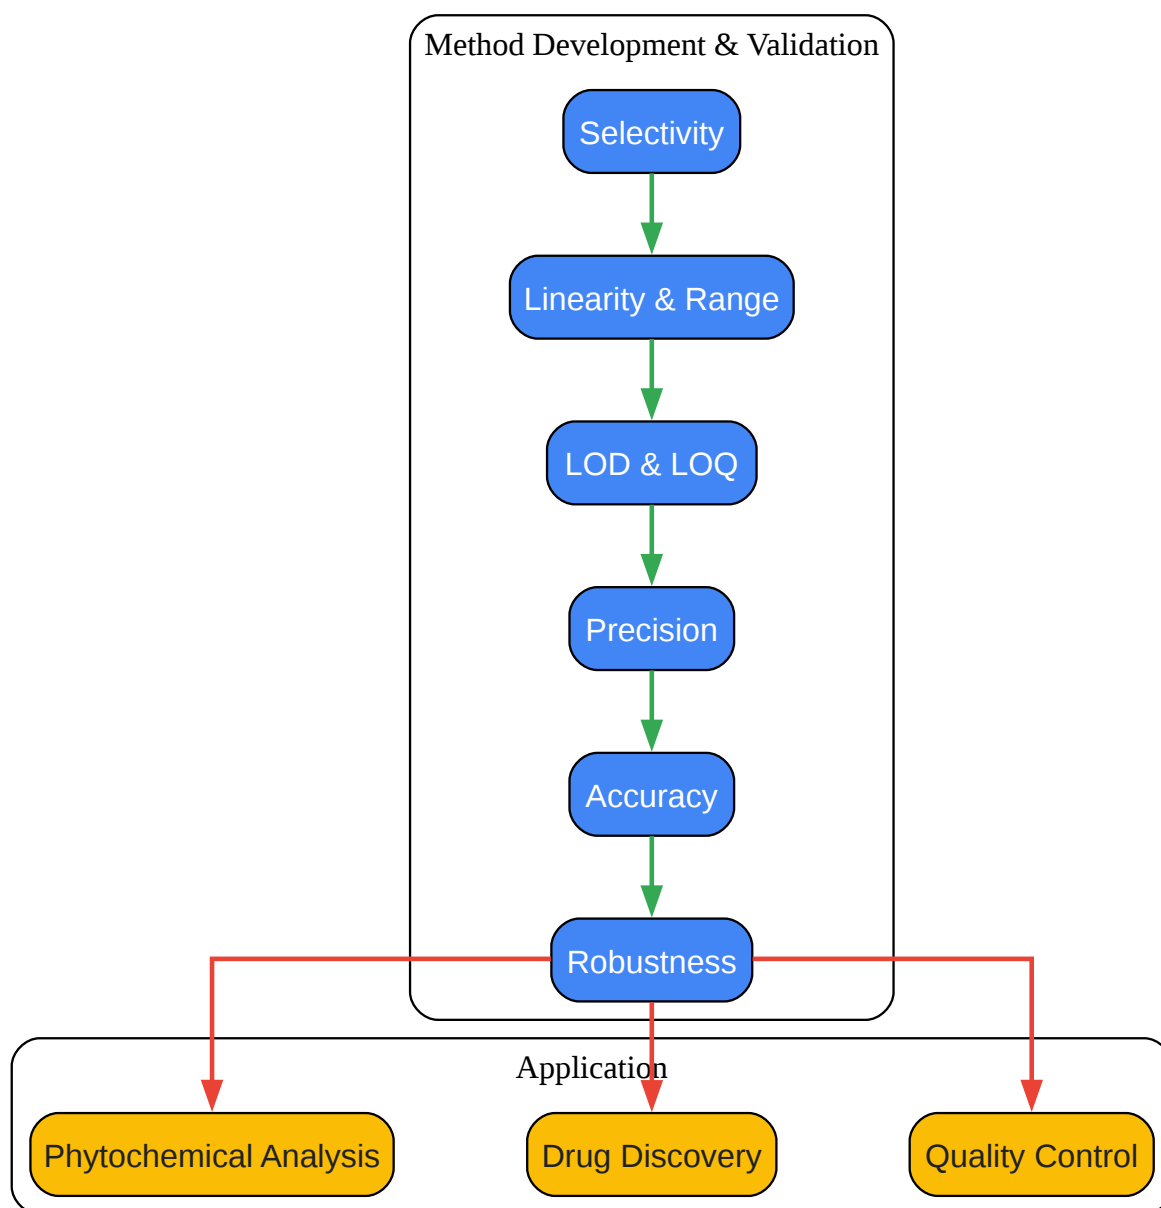 Method Development & Validation
Selectivity
Linearity & Range
LOD & LOQ
Precision
Accuracy
Robustness
Application
Phytochemical Analysis
Drug Discovery
Quality Control